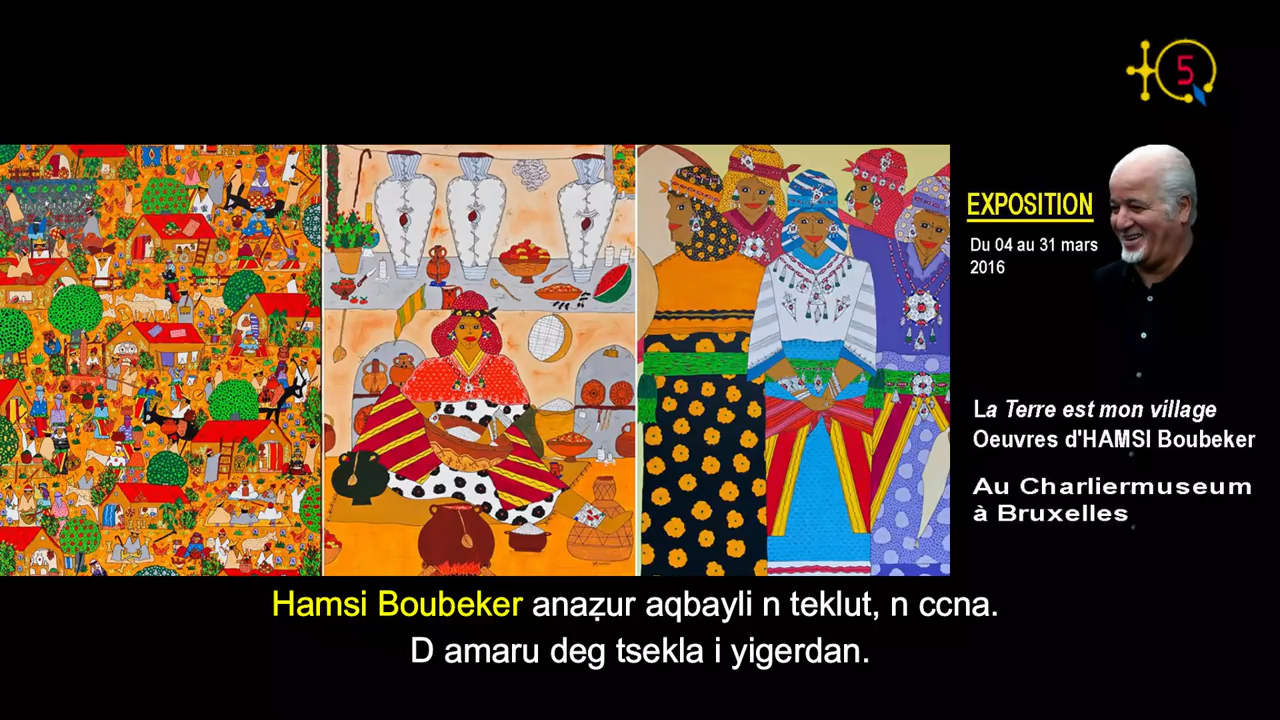 5
EXPOSITION
Du 04 au 31 mars
2016
La Terre est mon village
Oeuvres d'HAMSI Boubeker
Au Charliermuseum
à Bruxelles
Hamsi Boubeker anaẓur aqbayli n teklut, n ccna.
D amaru deg tsekla i yigerdan.